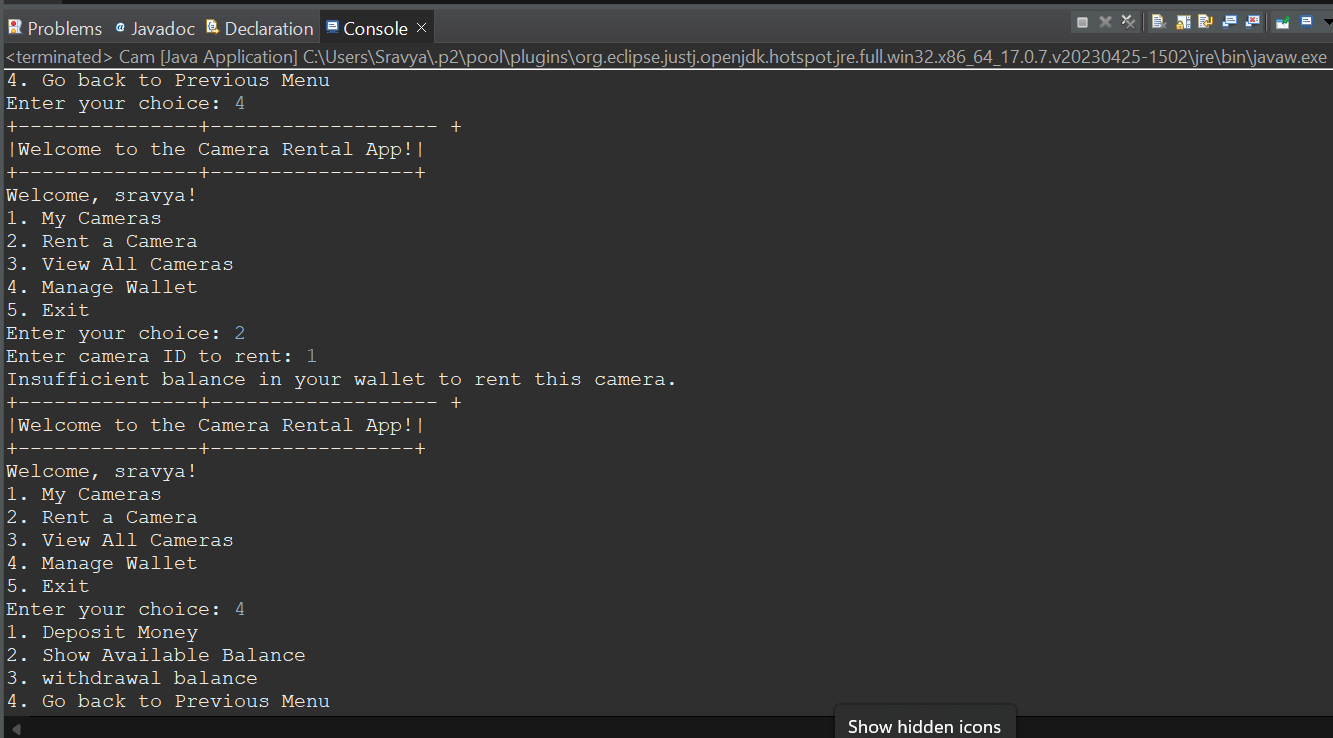 Problems @ Javadoc Declaration Console ×
<terminated> Cam [Java Application] C:\Users\Sravya\.p2\pool\plugins\org.eclipse.justj.openjdk.hotspot.jre.full.win32.x86_64_17.0.7.v20230425-1502\jre\bin\javaw.exe
4. Go back to Previous Menu
Enter your choice: 4
+---------------+------------------- +
|Welcome to the Camera Rental App!|
+---------------+-----------------+
Welcome, sravya!
1. My Cameras
2. Rent a Camera
3. View All Cameras
4. Manage Wallet
5. Exit
Enter your choice: 2
Enter camera ID to rent: 1
Insufficient balance in your wallet to rent this camera.
+---------------+------------------- +
|Welcome to the Camera Rental App!|
+---------------+-----------------+
Welcome, sravya!
1. My Cameras
2. Rent a Camera
3. View All Cameras
4. Manage Wallet
5. Exit
Enter your choice: 4
1. Deposit Money
2. Show Available Balance
3. withdrawal balance
4. Go back to Previous Menu
Show hidden icons